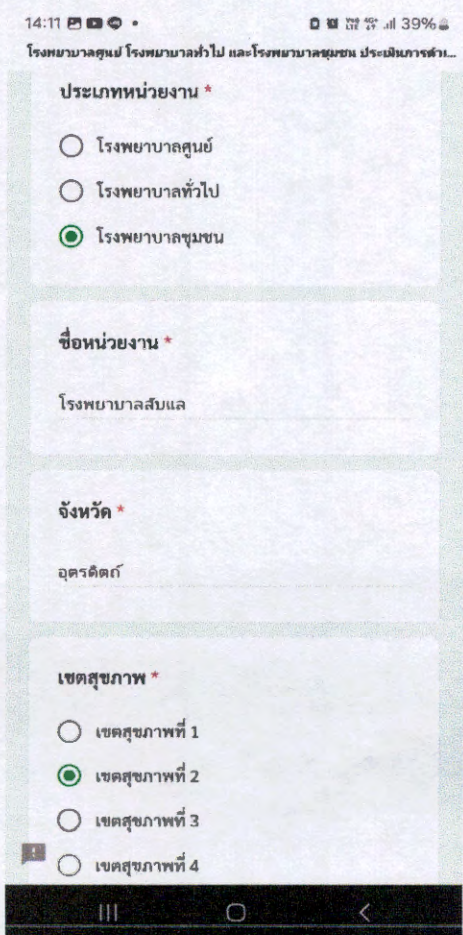 14:11
39%
โรงพยาบาลศูนย์ โรงพยาบาลทั่วไป และโรงพยาบาลชุมชน ประเมินการดำเ...
ประเภทหน่วยงาน *
โรงพยาบาลศูนย์
โรงพยาบาลทั่วไป
โรงพยาบาลชุมชน
ชื่อหน่วยงาน *
โรงพยาบาลลับแล
จังหวัด *
อุตรดิตถ์
เขตสุขภาพ *
เขตสุขภาพที่ 1
เขตสุขภาพที่ 2
เขตสุขภาพที่ 3
เขตสุขภาพที่ 4